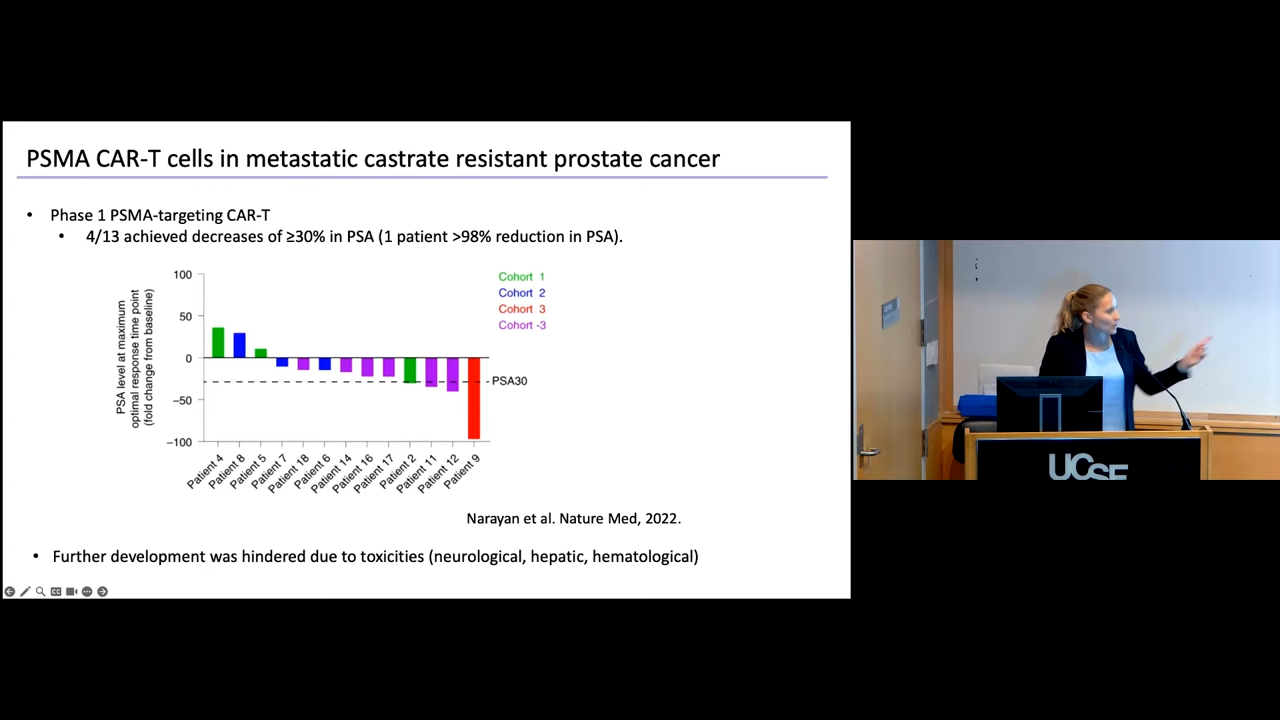 PSMA CAR-T cells in metastatic castrate resistant prostate cancer
• Phase 1 PSMA-targeting CAR-T
• 4/13 achieved decreases of ≥30% in PSA (1 patient >98% reduction in PSA).
PSA level at maximum
optimal response time point
(fold change from baseline)
100
50
0
−50
−100
PSA30
Cohort 1
Cohort 2
Cohort 3
Cohort -3
Patient 4
Patient 8
Patient 5
Patient 7
Patient 18
Patient 6
Patient 14
Patient 16
Patient 17
Patient 2
Patient 11
Patient 12
Patient 9
Narayan et al. Nature Med, 2022.
• Further development was hindered due to toxicities (neurological, hepatic, hematological)
CC
UCSF